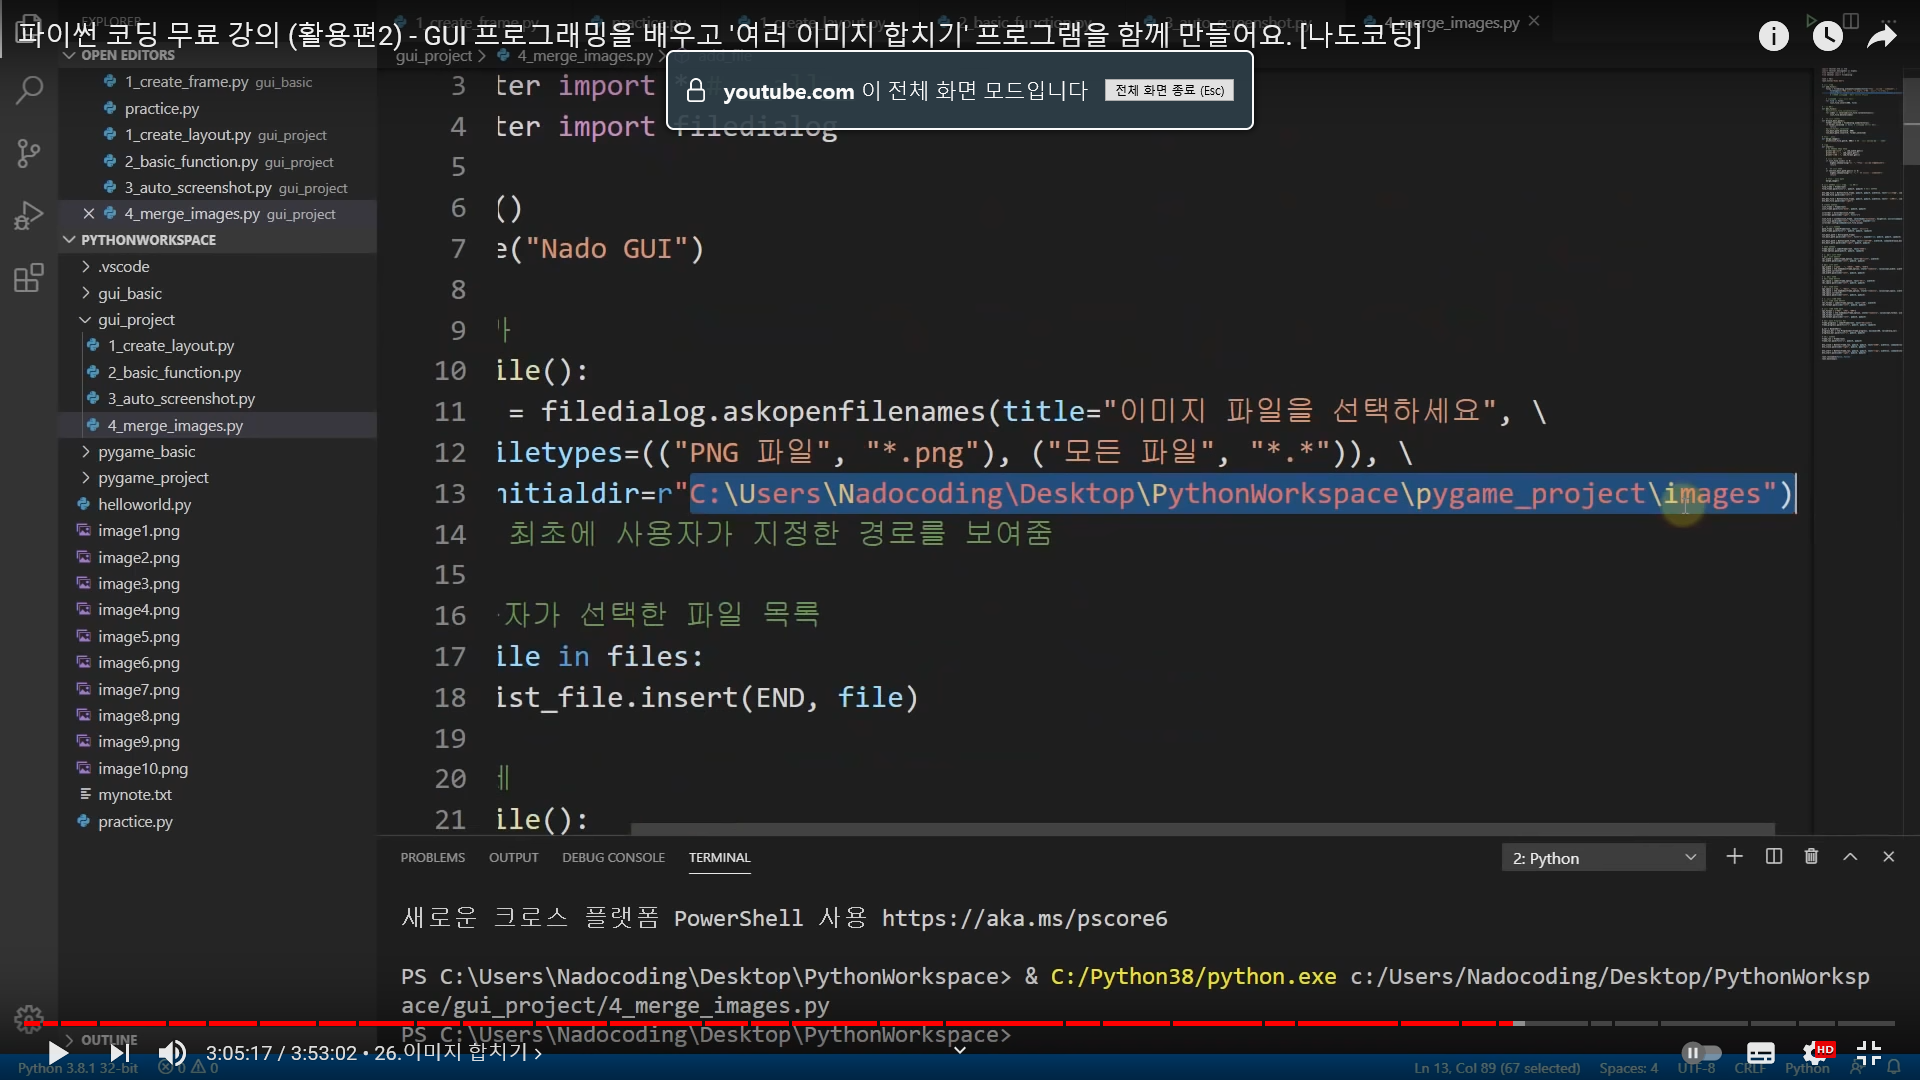 파이썬 코딩 무료 강의 (활용편2) - GUI 프로그래밍을 배우고 '여러 이미지 합치기' 프로그램을 함께 만들어요. [나도코딩]
4_merge_images.py
youtube.com 이 전체 화면 모드입니다
전체 화면 종료 (Esc)
OPEN EDITORS
1_create_frame.py gui_basic
practice.py
1_create_layout.py gui_project
2_basic_function.py gui_project
3_auto_screenshot.py gui_project
4_merge_images.py gui_project
PYTHONWORKSPACE
.vscode
gui_basic
gui_project
1_create_layout.py
2_basic_function.py
3_auto_screenshot.py
4_merge_images.py
pygame_basic
pygame_project
helloworld.py
image1.png
image2.png
image3.png
image4.png
image5.png
image6.png
image7.png
image8.png
image9.png
image10.png
mynote.txt
practice.py
OUTLINE
gui_project > 4_merge_images.py >
3 ter import
4 ter import filedialog
5
6 ()
7 e("Nado GUI")
8
9
10 ile():
11 = filedialog.askopenfilenames(title="이미지 파일을 선택하세요", \
12 iletypes=(("PNG 파일", "*.png"), ("모든 파일", "*.*")), \
13 nitialdir=r"C:\Users\Nadocoding\Desktop\PythonWorkspace\pygame_project\images")
14 최초에 사용자가 지정한 경로를 보여줌
15
16 자가 선택한 파일 목록
17 ile in files:
18 ist_file.insert(END, file)
19
20
21 ile():
PROBLEMS OUTPUT DEBUG CONSOLE TERMINAL
2: Python
새로운 크로스 플랫폼 PowerShell 사용 https://aka.ms/pscore6
PS C:\Users\Nadocoding\Desktop\PythonWorkspace> & C:/Python38/python.exe c:/Users/Nadocoding/Desktop/PythonWorksp
ace/gui_project/4_merge_images.py
PS C:\Users\Nadocoding\Desktop\PythonWorkspace>
3:05:17 / 3:53:02 • 26.이미지 합치기 >
HD
Python 3.8.1 32-bit 0 0
Ln 13, Col 89 (67 selected) Spaces: 4 UTF-8 CRLF Python